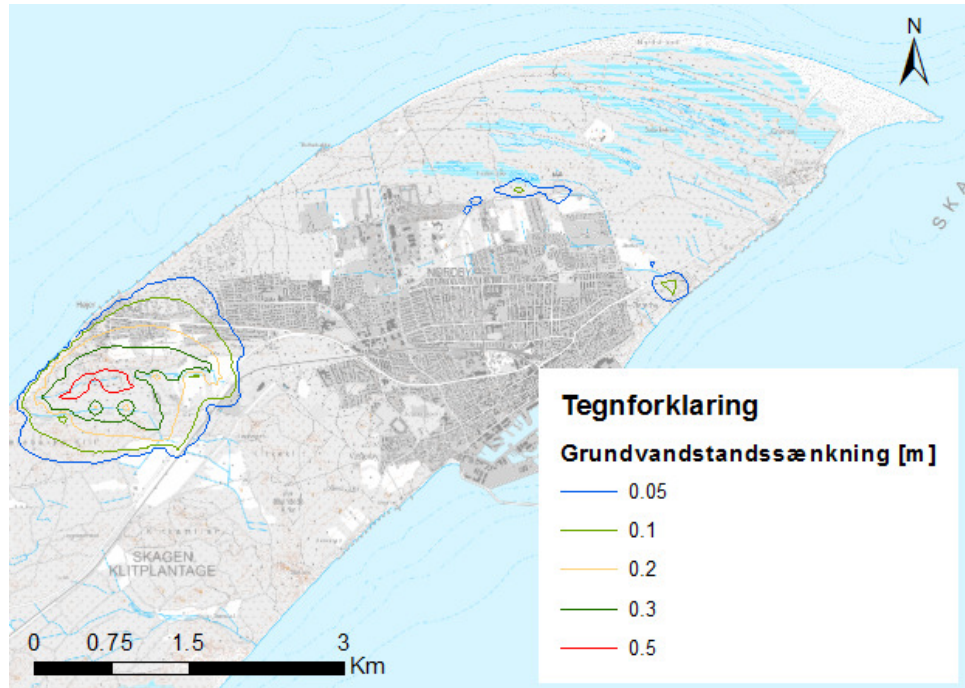 N
SKA
NORDBY
SKAGEN
KLITPLANTAGE
Tegnforklaring
Grundvandstandssænkning [m]
0.05
0.1
0.2
0.3
0.5
0 0.75 1.5 3
Km